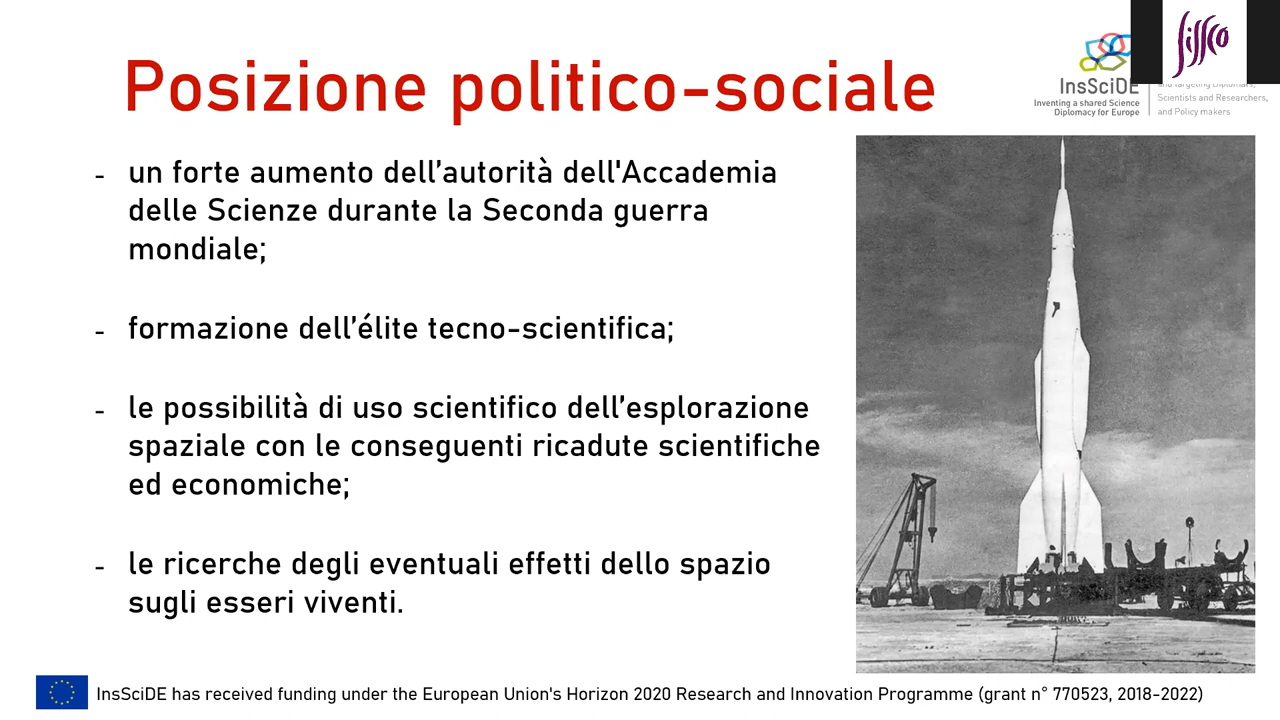 Posizione politico-sociale
sissco
InsSciDE
Inventing a shared Science
Diplomacy for Europe
and targeting Diplomats,
Scientists and Researchers,
and Policy makers
- un forte aumento dell’autorità dell'Accademia
delle Scienze durante la Seconda guerra
mondiale;
- formazione dell’élite tecno-scientifica;
- le possibilità di uso scientifico dell’esplorazione
spaziale con le conseguenti ricadute scientifiche
ed economiche;
- le ricerche degli eventuali effetti dello spazio
sugli esseri viventi.
InsSciDE has received funding under the European Union's Horizon 2020 Research and Innovation Programme (grant n° 770523, 2018-2022)